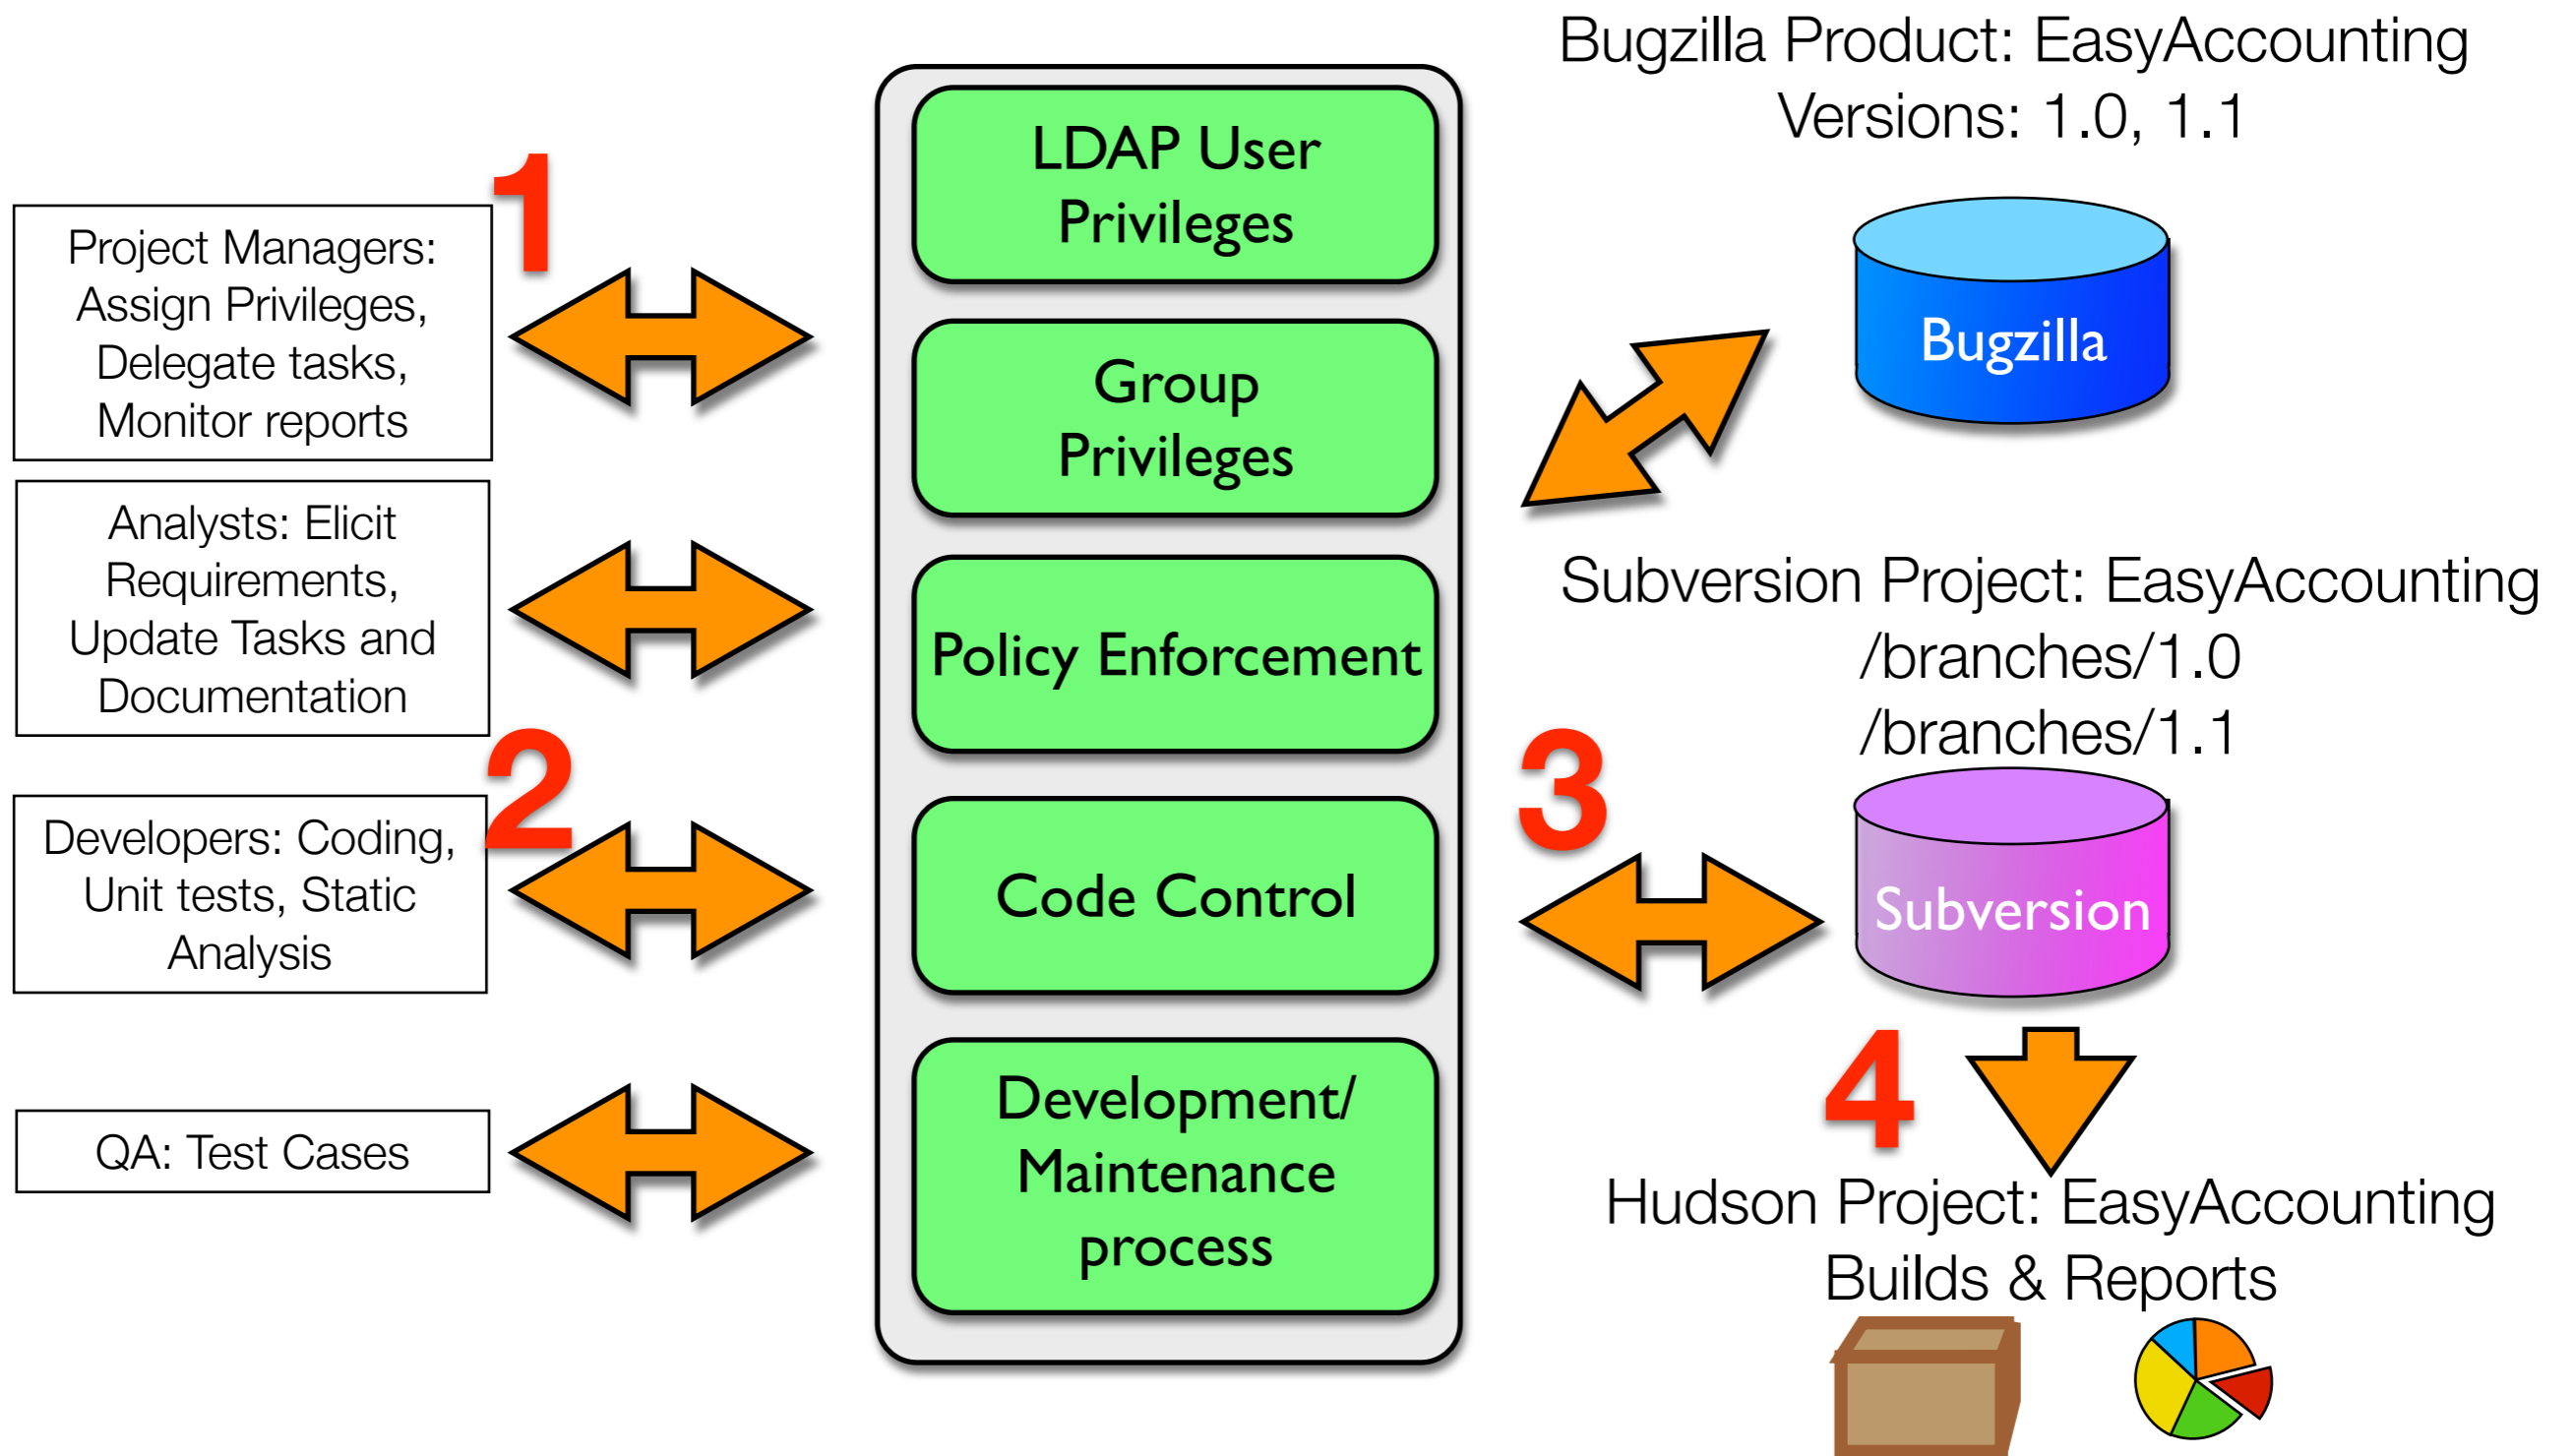 1
Project Managers:
Assign Privileges,
Delegate tasks,
Monitor reports
Analysts: Elicit
Requirements,
Update Tasks and
Documentation
2
Developers: Coding,
Unit tests, Static
Analysis
QA: Test Cases
LDAP User
Privileges
Group
Privileges
Policy Enforcement
Code Control
Development/
Maintenance
process
Bugzilla Product: EasyAccounting
Versions: 1.0, 1.1
Bugzilla
Subversion Project: EasyAccounting
/branches/1.0
/branches/1.1
3
Subversion
4
Hudson Project: EasyAccounting
Builds & Reports